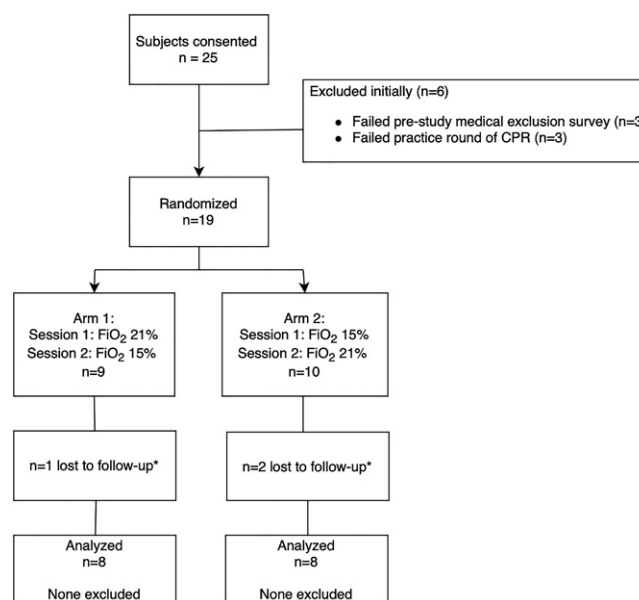 Subjects consented
n = 25
Excluded initially (n=6)
• Failed pre-study medical exclusion survey (n=3
• Failed practice round of CPR (n=3)
Randomized
n=19
Arm 1:
Session 1: FiO₂ 21%
Session 2: FiO₂ 15%
n=9
Arm 2:
Session 1: FiO₂ 15%
Session 2: FiO₂ 21%
n=10
n=1 lost to follow-up*
n=2 lost to follow-up*
Analyzed
n=8
None excluded
Analyzed
n=8
None excluded